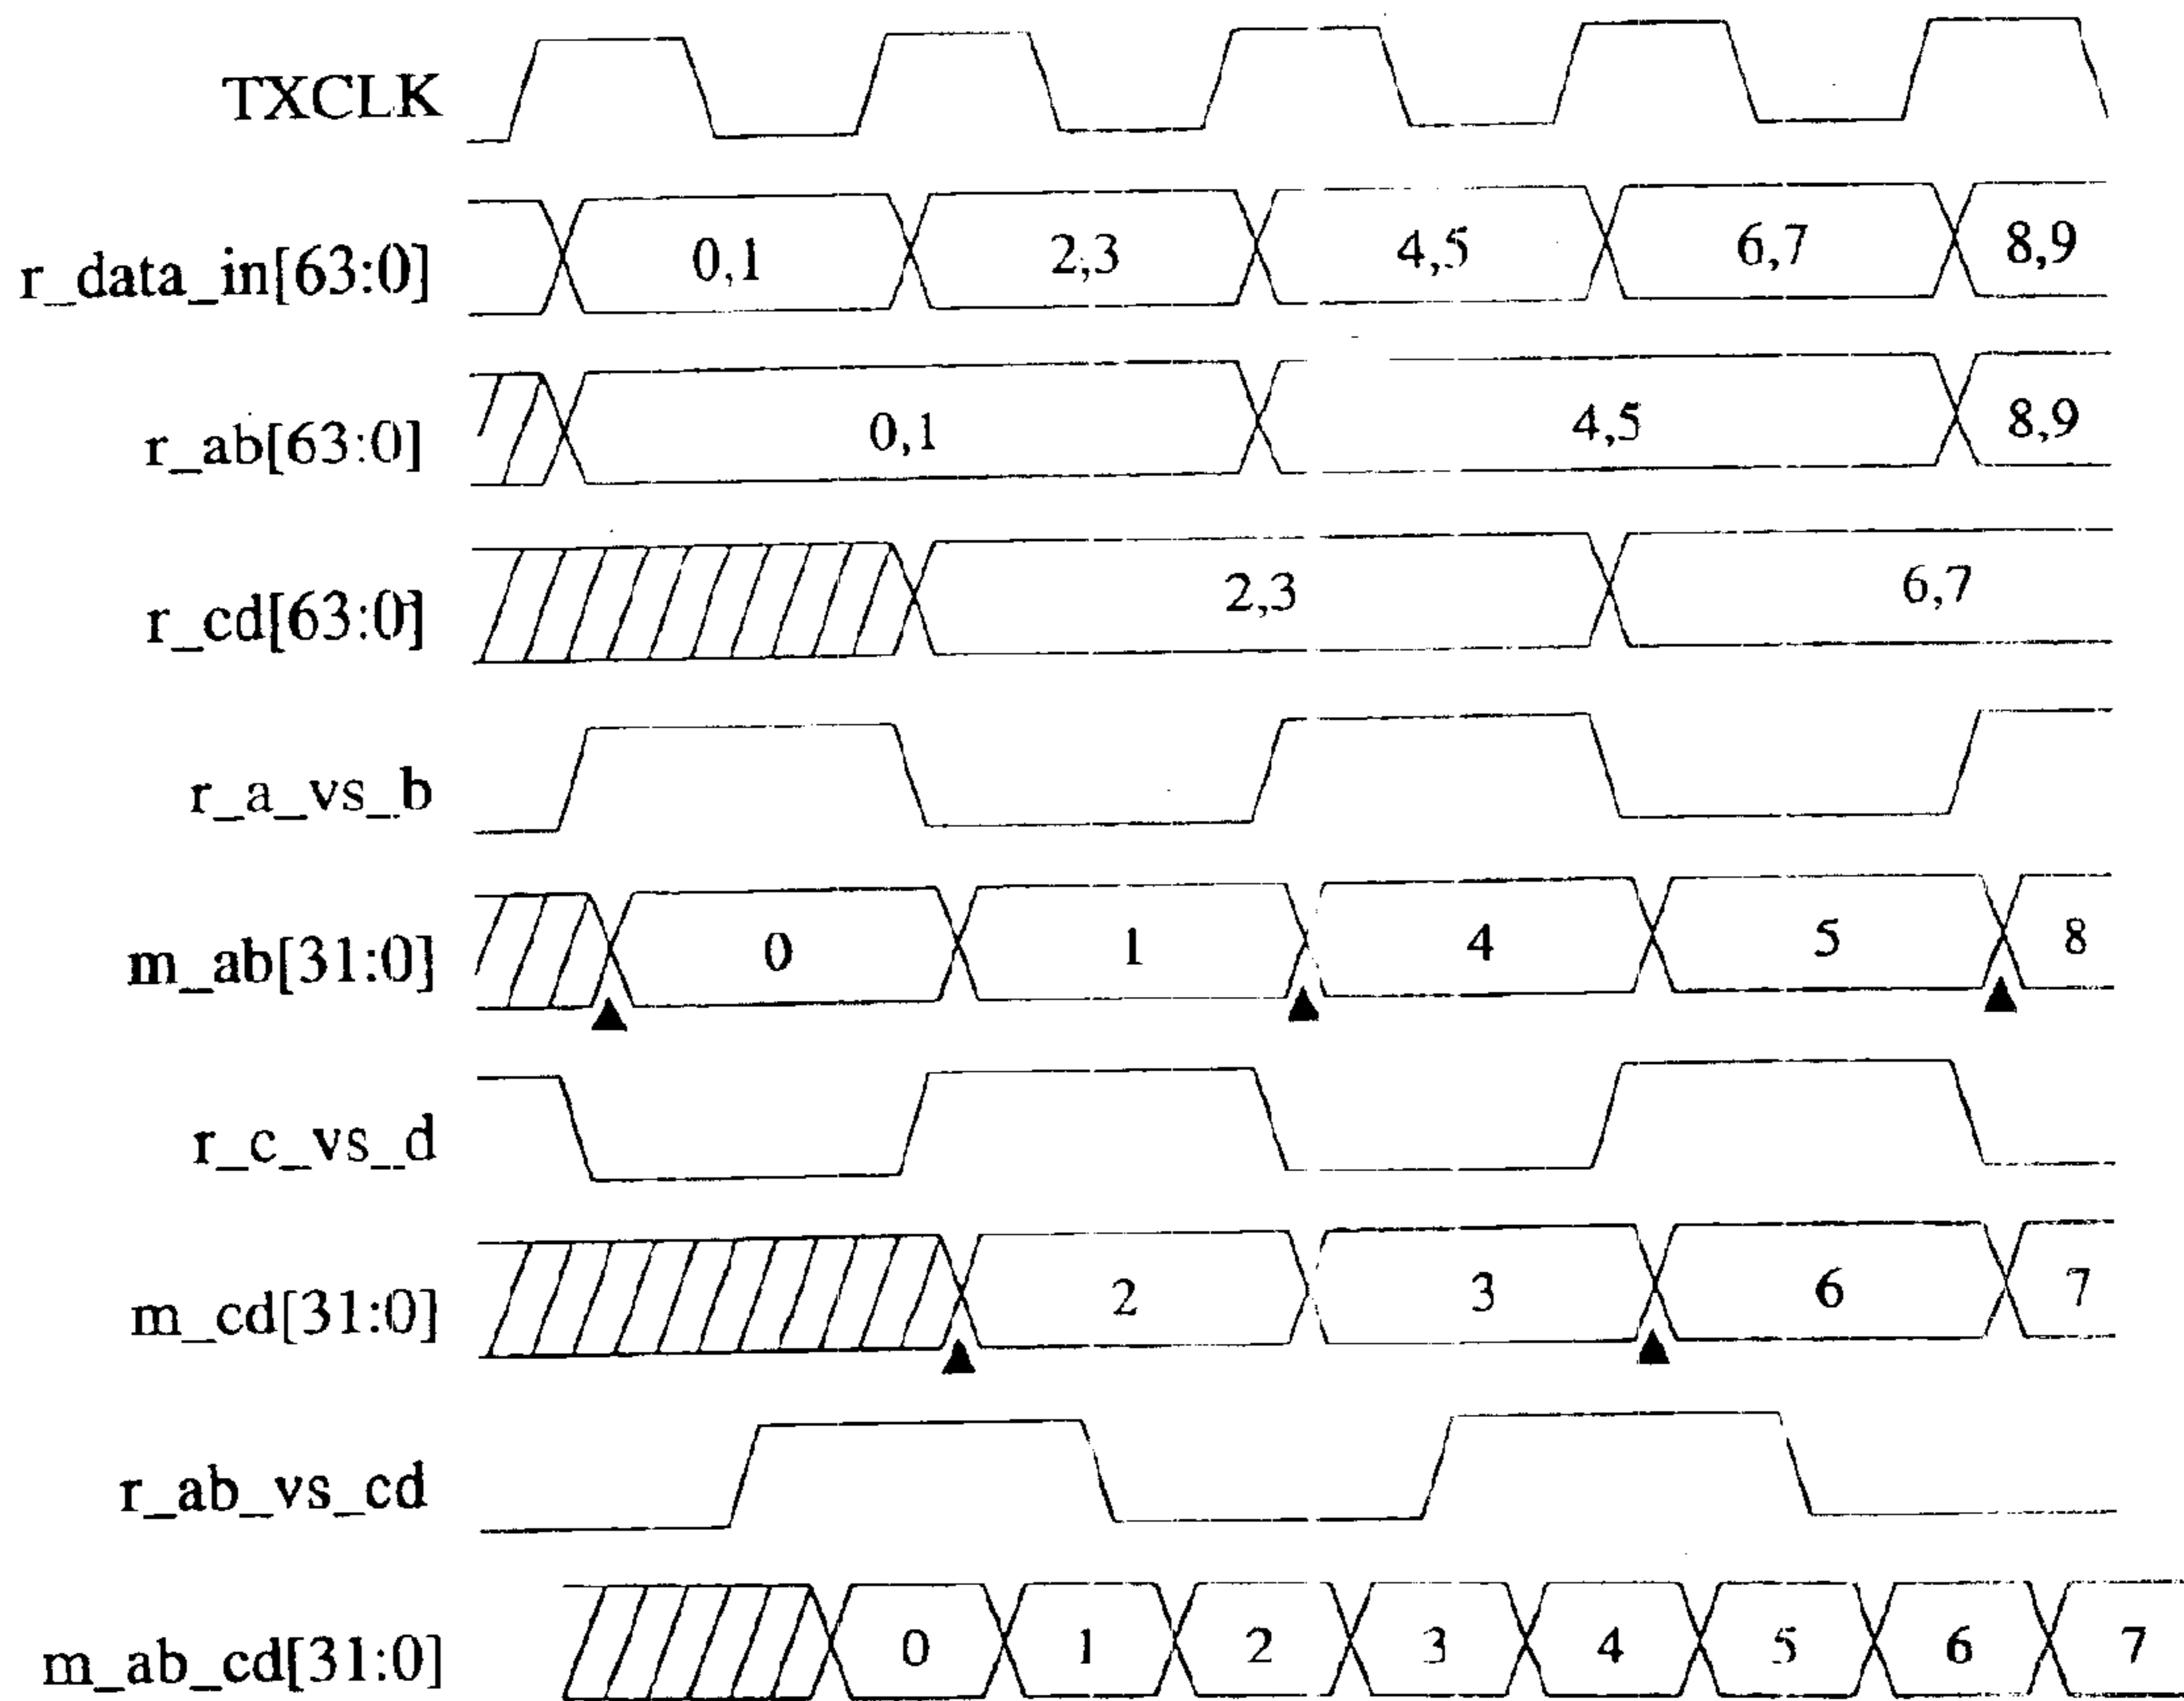 TXCLK
r_data_in[63:0] 0,1 2,3 4,5 6,7 8,9
r_ab[63:0] 0,1 4,5 8,9
r_cd[63:0] 2,3 6,7
r_a_vs_b
m_ab[31:0] 0 1 4 5 8
r_c_vs_d
m_cd[31:0] 2 3 6 7
r_ab_vs_cd
m_ab_cd[31:0] 0 1 2 3 4 5 6 7